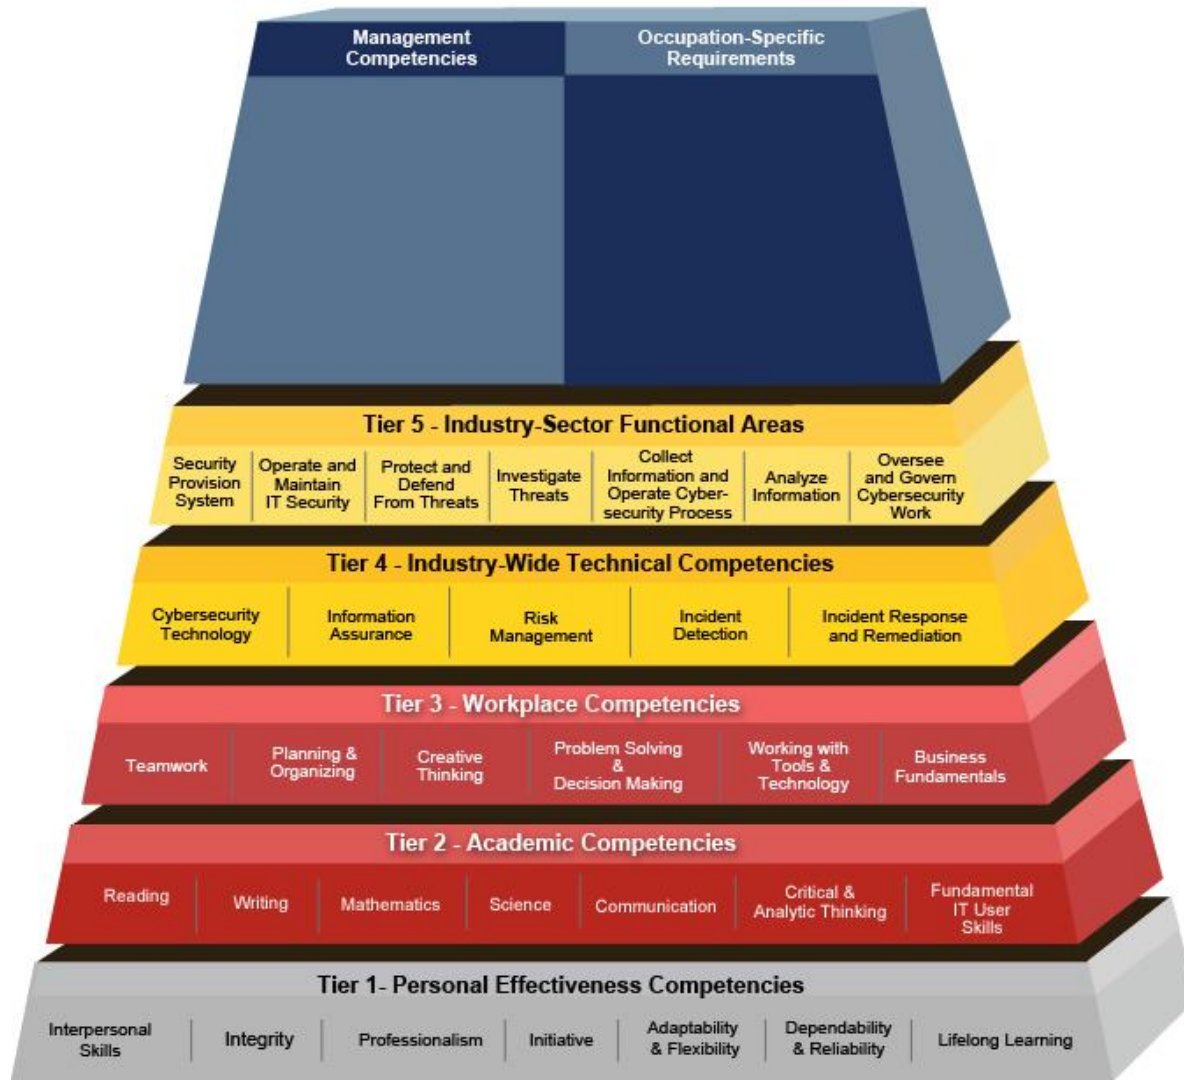 Management
Competencies
Occupation-Specific
Requirements
Tier 5 - Industry-Sector Functional Areas
Security
Provision
System
Operate and
Maintain
IT Security
Protect and
Defend
From Threats
Investigate
Threats
Collect
Information and
Operate Cyber-
security Process
Analyze
Information
Oversee
and Govern
Cybersecurity
Work
Tier 4 - Industry-Wide Technical Competencies
Cybersecurity
Technology
Information
Assurance
Risk
Management
Incident
Detection
Incident Response
and Remediation
Tier 3 - Workplace Competencies
Teamwork
Planning &
Organizing
Creative
Thinking
Problem Solving
&
Decision Making
Working with
Tools &
Technology
Business
Fundamentals
Tier 2 - Academic Competencies
Reading
Writing
Mathematics
Science
Communication
Critical &
Analytic Thinking
Fundamental
IT User
Skills
Tier 1- Personal Effectiveness Competencies
Interpersonal
Skills
Integrity
Professionalism
Initiative
Adaptability
& Flexibility
Dependability
& Reliability
Lifelong Learning